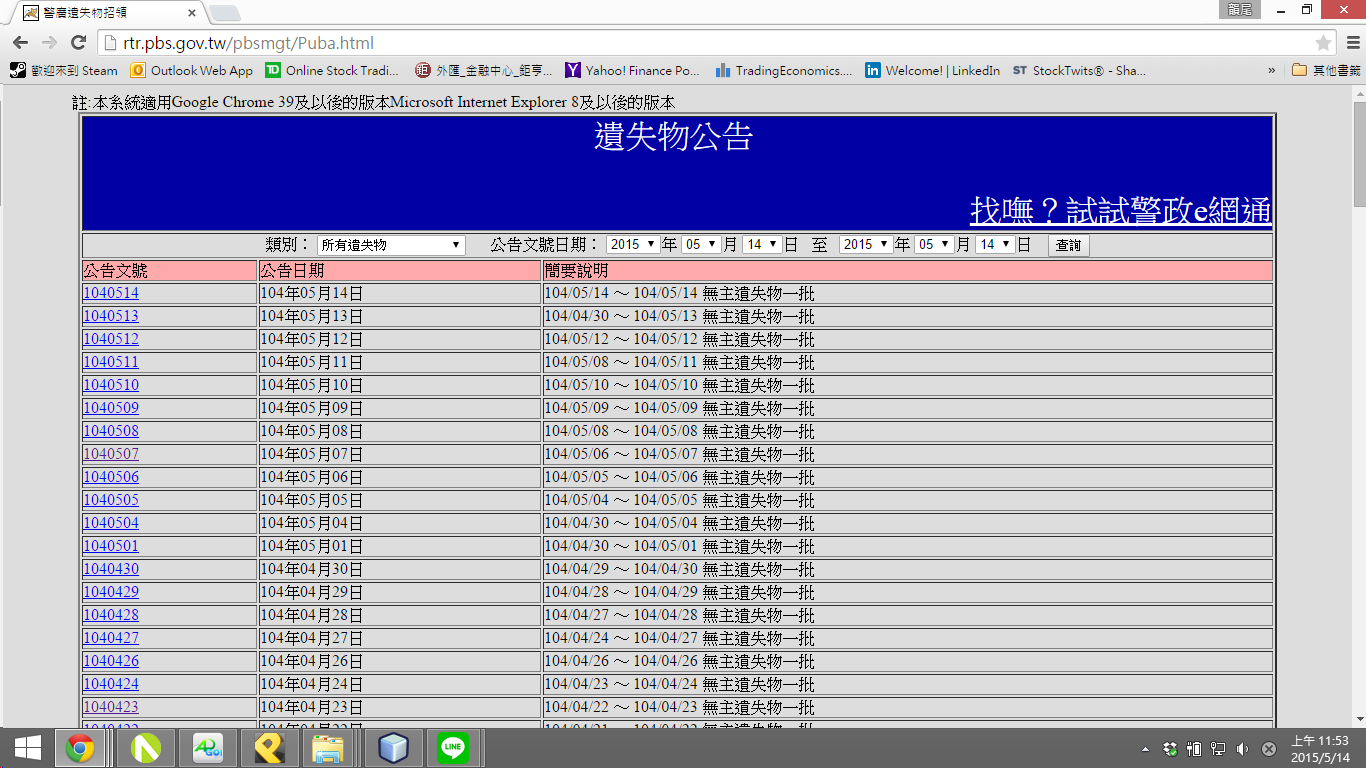 警廣遺失物招領
韻尾
rtr.pbs.gov.tw/pbsmgt/Puba.html
歡迎來到 Steam Outlook Web App Online Stock Tradi... 外匯_金融中心_鉅亨... Yahoo! Finance Po... TradingEconomics.... Welcome! | LinkedIn StockTwits® - Sha... » 其他書籤
註:本系統適用Google Chrome 39及以後的版本Microsoft Internet Explorer 8及以後的版本
遺失物公告
找嘸？試試警政e網通
類別： 所有遺失物 公告文號日期： 2015 年 05 月 14 日 至 2015 年 05 月 14 日 查詢
公告文號 公告日期 簡要說明
1040514 104年05月14日 104/05/14 ～ 104/05/14 無主遺失物一批
1040513 104年05月13日 104/04/30 ～ 104/05/13 無主遺失物一批
1040512 104年05月12日 104/05/12 ～ 104/05/12 無主遺失物一批
1040511 104年05月11日 104/05/08 ～ 104/05/11 無主遺失物一批
1040510 104年05月10日 104/05/10 ～ 104/05/10 無主遺失物一批
1040509 104年05月09日 104/05/09 ～ 104/05/09 無主遺失物一批
1040508 104年05月08日 104/05/08 ～ 104/05/08 無主遺失物一批
1040507 104年05月07日 104/05/06 ～ 104/05/07 無主遺失物一批
1040506 104年05月06日 104/05/05 ～ 104/05/06 無主遺失物一批
1040505 104年05月05日 104/05/04 ～ 104/05/05 無主遺失物一批
1040504 104年05月04日 104/04/30 ～ 104/05/04 無主遺失物一批
1040501 104年05月01日 104/04/30 ～ 104/05/01 無主遺失物一批
1040430 104年04月30日 104/04/29 ～ 104/04/30 無主遺失物一批
1040429 104年04月29日 104/04/28 ～ 104/04/29 無主遺失物一批
1040428 104年04月28日 104/04/27 ～ 104/04/28 無主遺失物一批
1040427 104年04月27日 104/04/24 ～ 104/04/27 無主遺失物一批
1040426 104年04月26日 104/04/26 ～ 104/04/26 無主遺失物一批
1040424 104年04月24日 104/04/23 ～ 104/04/24 無主遺失物一批
1040423 104年04月23日 104/04/22 ～ 104/04/23 無主遺失物一批
LINE
上午 11:53
2015/5/14